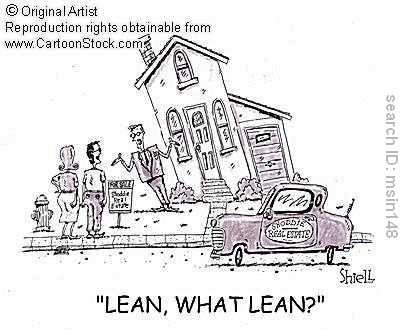 © Original Artist
Reproduction rights obtainable from
www.CartoonStock.com
search ID: msin148
FOR SALE
Shoddie
Real
Estate
SHODDIE
REAL ESTATE
Shiell
"LEAN, WHAT LEAN?"